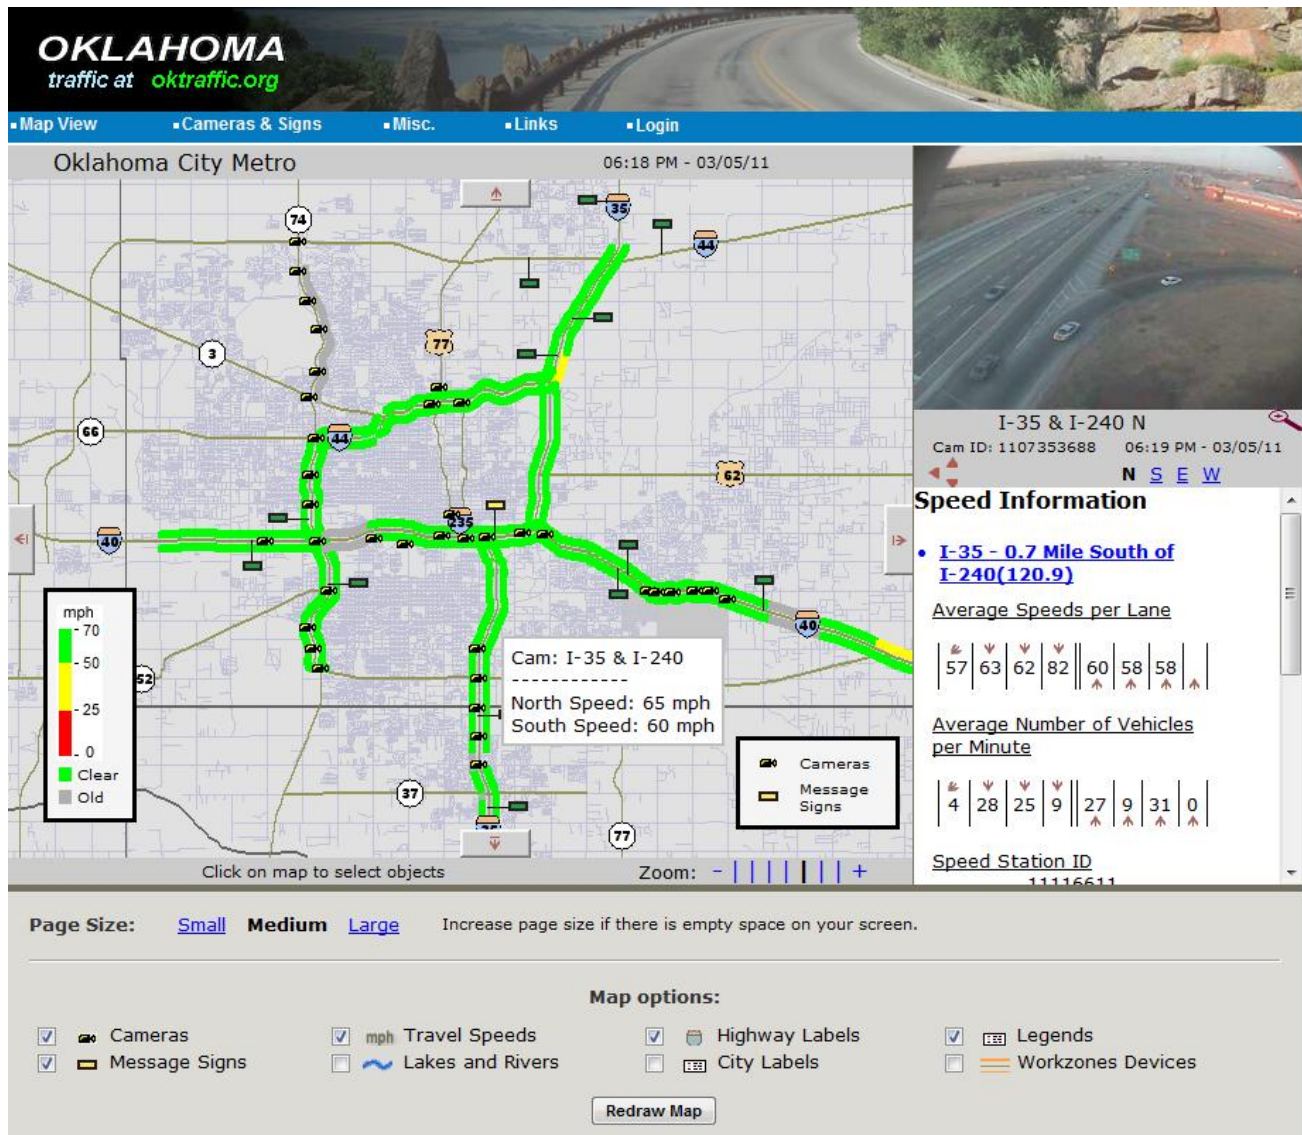 OKLAHOMA
traffic at oktraffic.org
Map View Cameras & Signs Misc. Links Login
Oklahoma City Metro 06:18 PM - 03/05/11
74
35
44
77
3
66
44
62
235
40
40
52
37
77
mph
70
50
25
0
Clear
Old
Cam: I-35 & I-240
------------
North Speed: 65 mph
South Speed: 60 mph
Cameras
Message
Signs
Click on map to select objects Zoom: - +
I-35 & I-240 N
Cam ID: 1107353688 06:19 PM - 03/05/11
N S E W
Speed Information
I-35 - 0.7 Mile South of
I-240(120.9)
Average Speeds per Lane
57 63 62 82 60 58 58
Average Number of Vehicles
per Minute
4 28 25 9 27 9 31 0
Speed Station ID
11116611
Page Size: Small Medium Large Increase page size if there is empty space on your screen.
Map options:
Cameras mph Travel Speeds Highway Labels Legends
Message Signs Lakes and Rivers City Labels Workzones Devices
Redraw Map